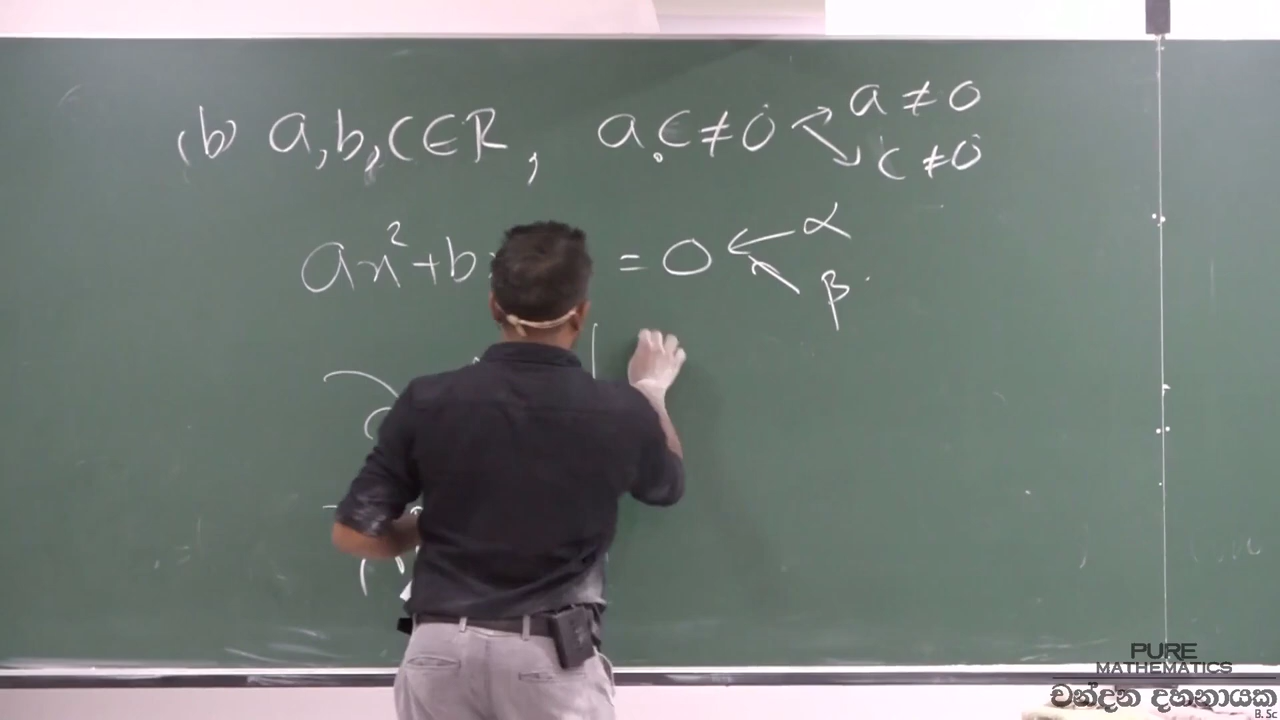 (b) a,b,c∈R, a.c≠0 a≠0
c≠0
ax²+b =0 α
β
PURE
MATHEMATICS
චන්දන දහනායක
B.Sc